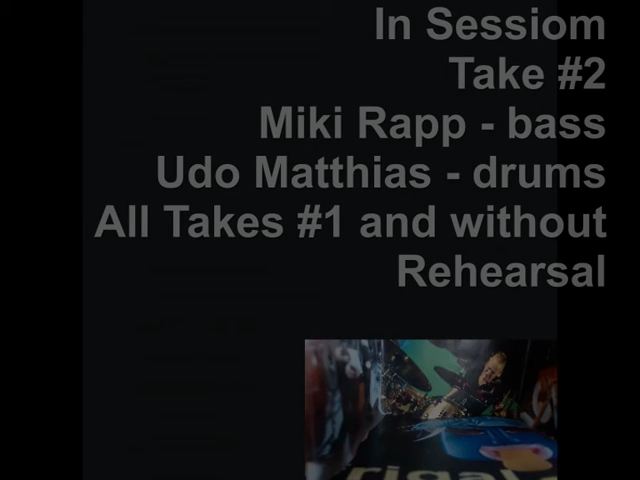 In Sessiom
Take #2
Miki Rapp - bass
Udo Matthias - drums
All Takes #1 and without
Rehearsal